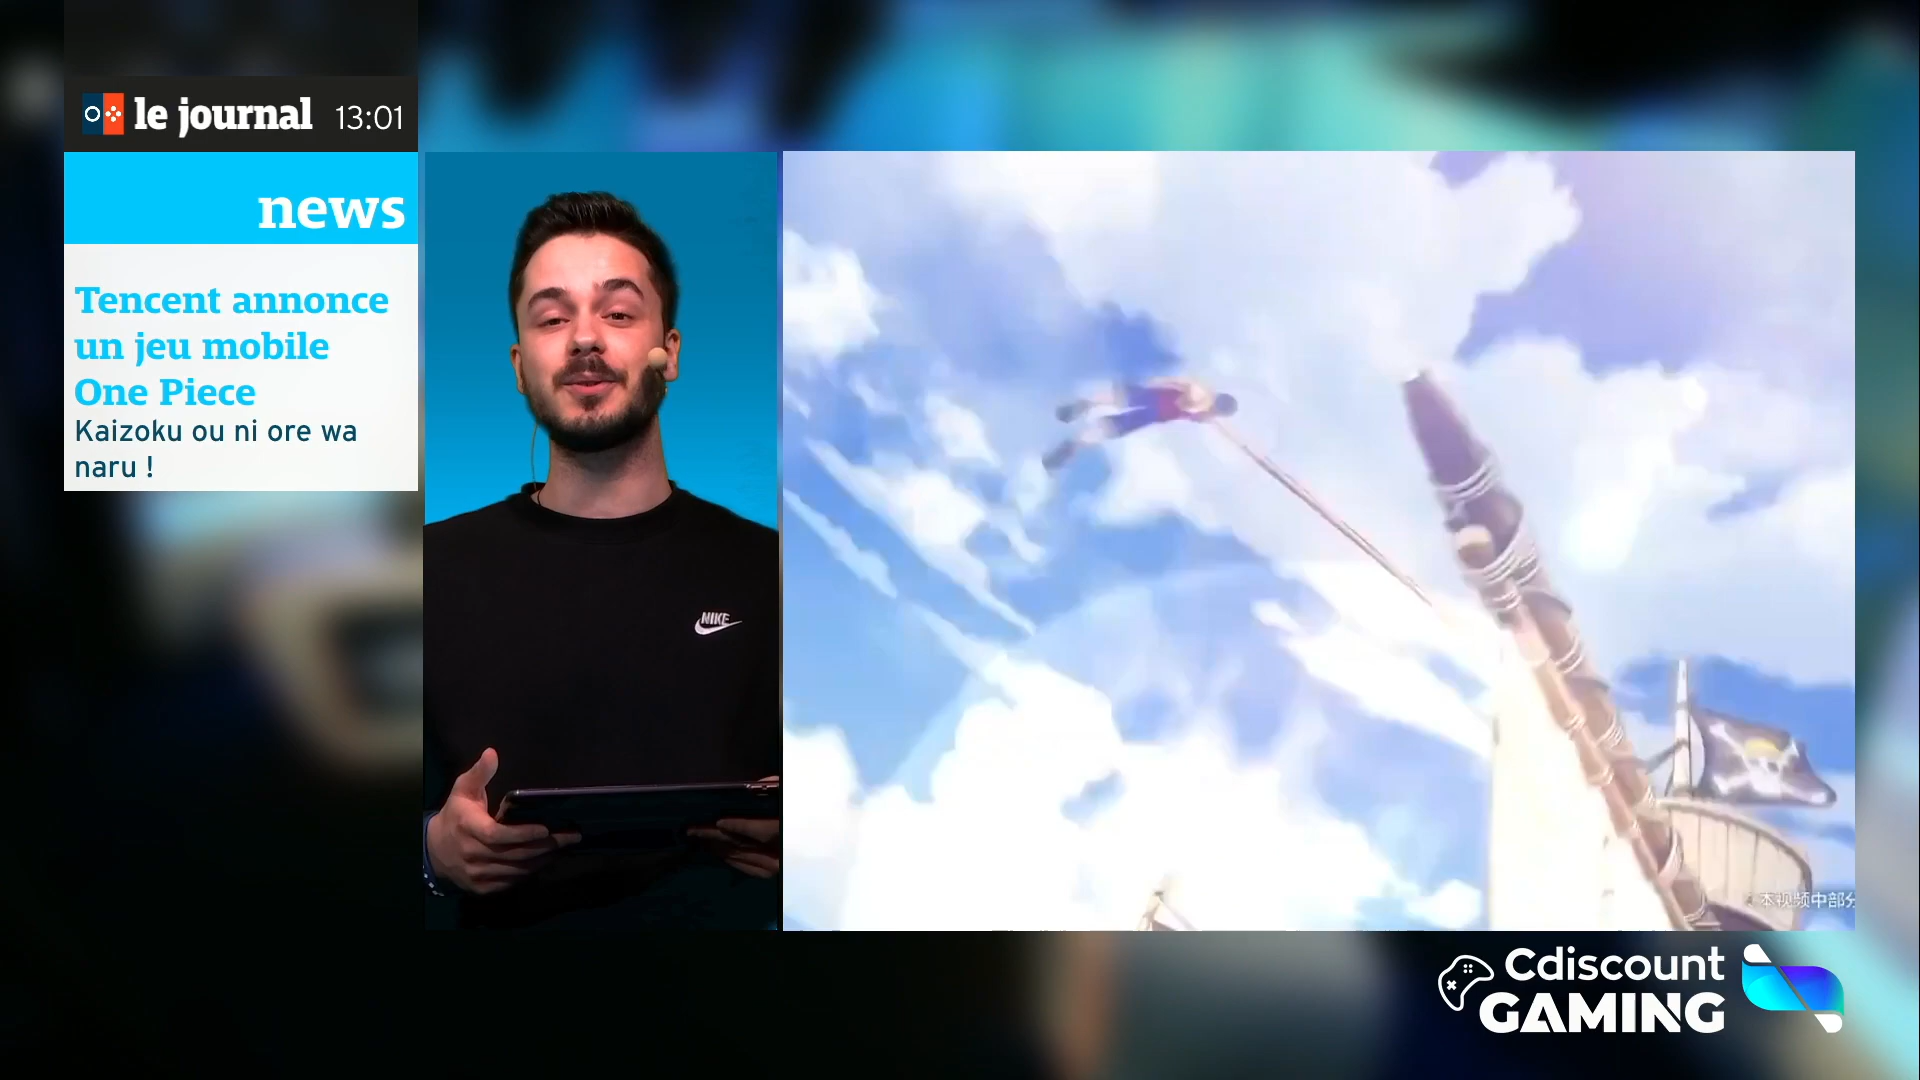 le journal 13:01
news
Tencent annonce
un jeu mobile
One Piece
Kaizoku ou ni ore wa
naru !
NIKE
本视频中部分
Cdiscount
GAMING